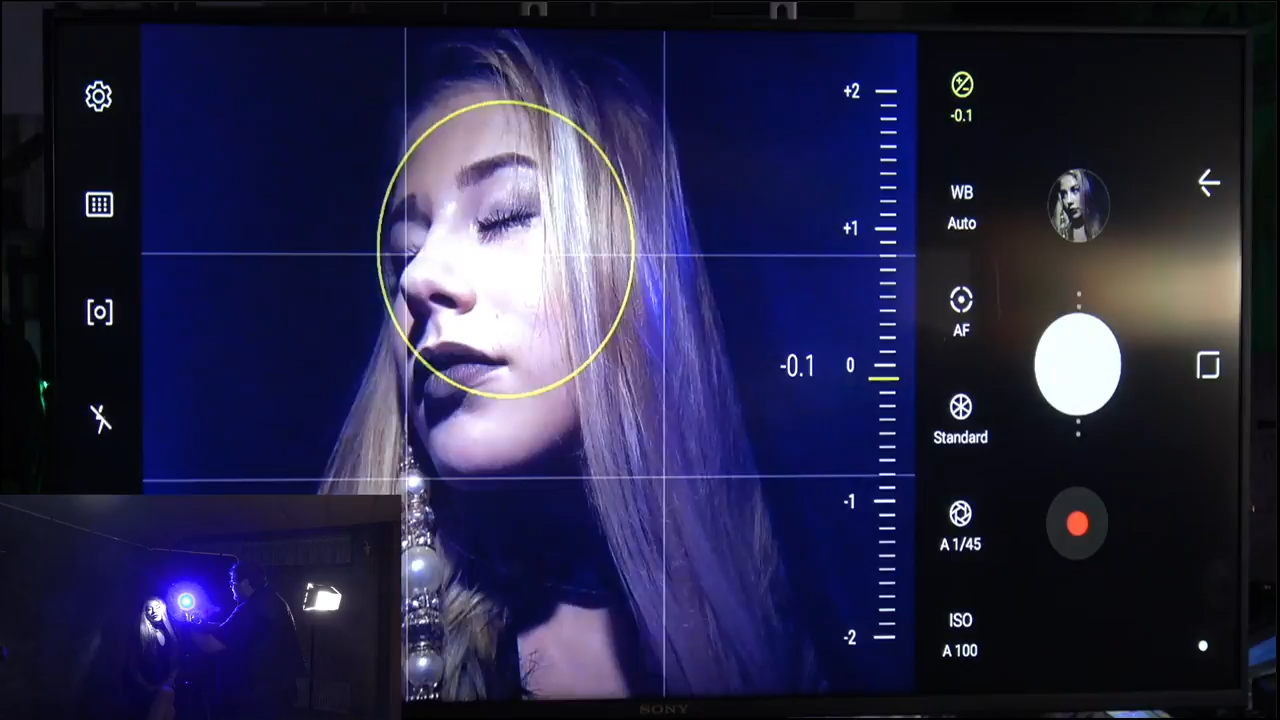 +2
+1
-0.1
0
-1
-2
-0.1
WB
Auto
AF
Standard
A 1/45
ISO
A 100
SONY